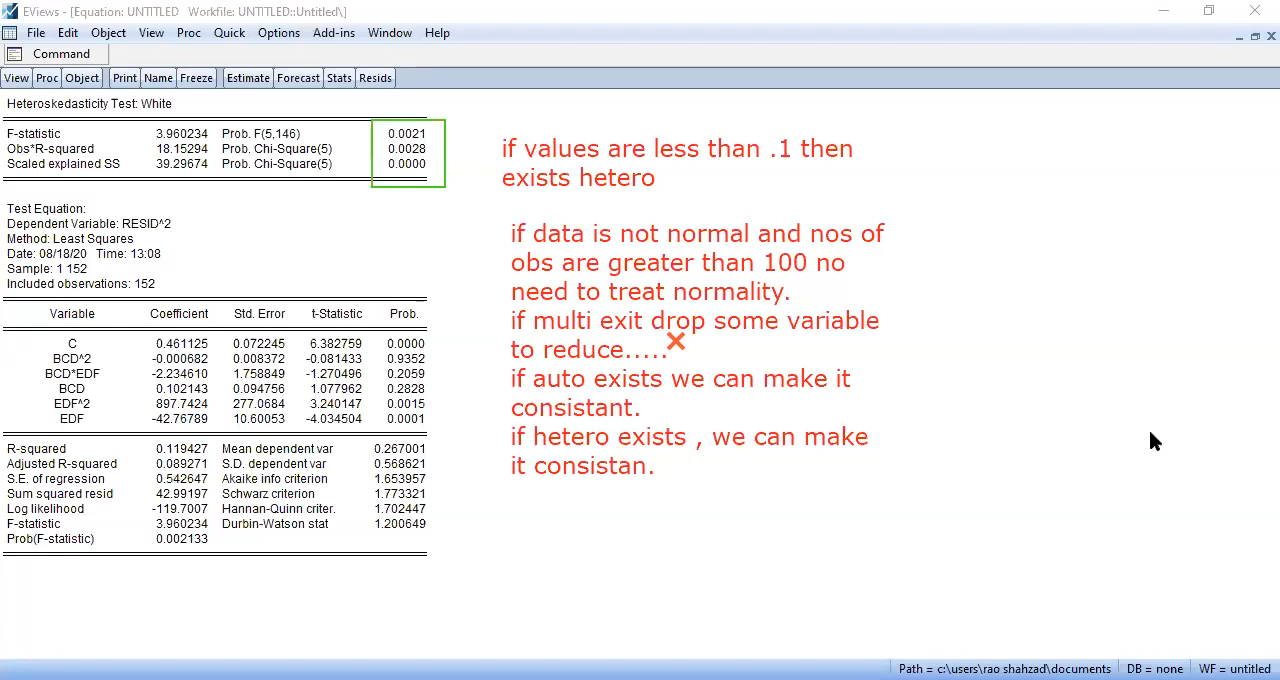 EViews - [Equation: UNTITLED Workfile: UNTITLED::Untitled\]
File Edit Object View Proc Quick Options Add-ins Window Help
Command
View Proc Object Print Name Freeze Estimate Forecast Stats Resids
Heteroskedasticity Test: White
F-statistic 3.960234 Prob. F(5,146) 0.0021
Obs*R-squared 18.15294 Prob. Chi-Square(5) 0.0028
Scaled explained SS 39.29674 Prob. Chi-Square(5) 0.0000
Test Equation:
Dependent Variable: RESID^2
Method: Least Squares
Date: 08/18/20 Time: 13:08
Sample: 1 152
Included observations: 152
Variable Coefficient Std. Error t-Statistic Prob.
C 0.461125 0.072245 6.382759 0.0000
BCD^2 -0.000682 0.008372 -0.081433 0.9352
BCD*EDF -2.234610 1.758849 -1.270496 0.2059
BCD 0.102143 0.094756 1.077962 0.2828
EDF^2 897.7424 277.0684 3.240147 0.0015
EDF -42.76789 10.60053 -4.034504 0.0001
R-squared 0.119427 Mean dependent var 0.267001
Adjusted R-squared 0.089271 S.D. dependent var 0.568621
S.E. of regression 0.542647 Akaike info criterion 1.653957
Sum squared resid 42.99197 Schwarz criterion 1.773321
Log likelihood -119.7007 Hannan-Quinn criter. 1.702447
F-statistic 3.960234 Durbin-Watson stat 1.200649
Prob(F-statistic) 0.002133
if values are less than .1 then
exists hetero
if data is not normal and nos of
obs are greater than 100 no
need to treat normality.
if multi exit drop some variable
to reduce.....
if auto exists we can make it
consistant.
if hetero exists , we can make
it consistan.
Path = c:\users\rao shahzad\documents DB = none WF = untitled